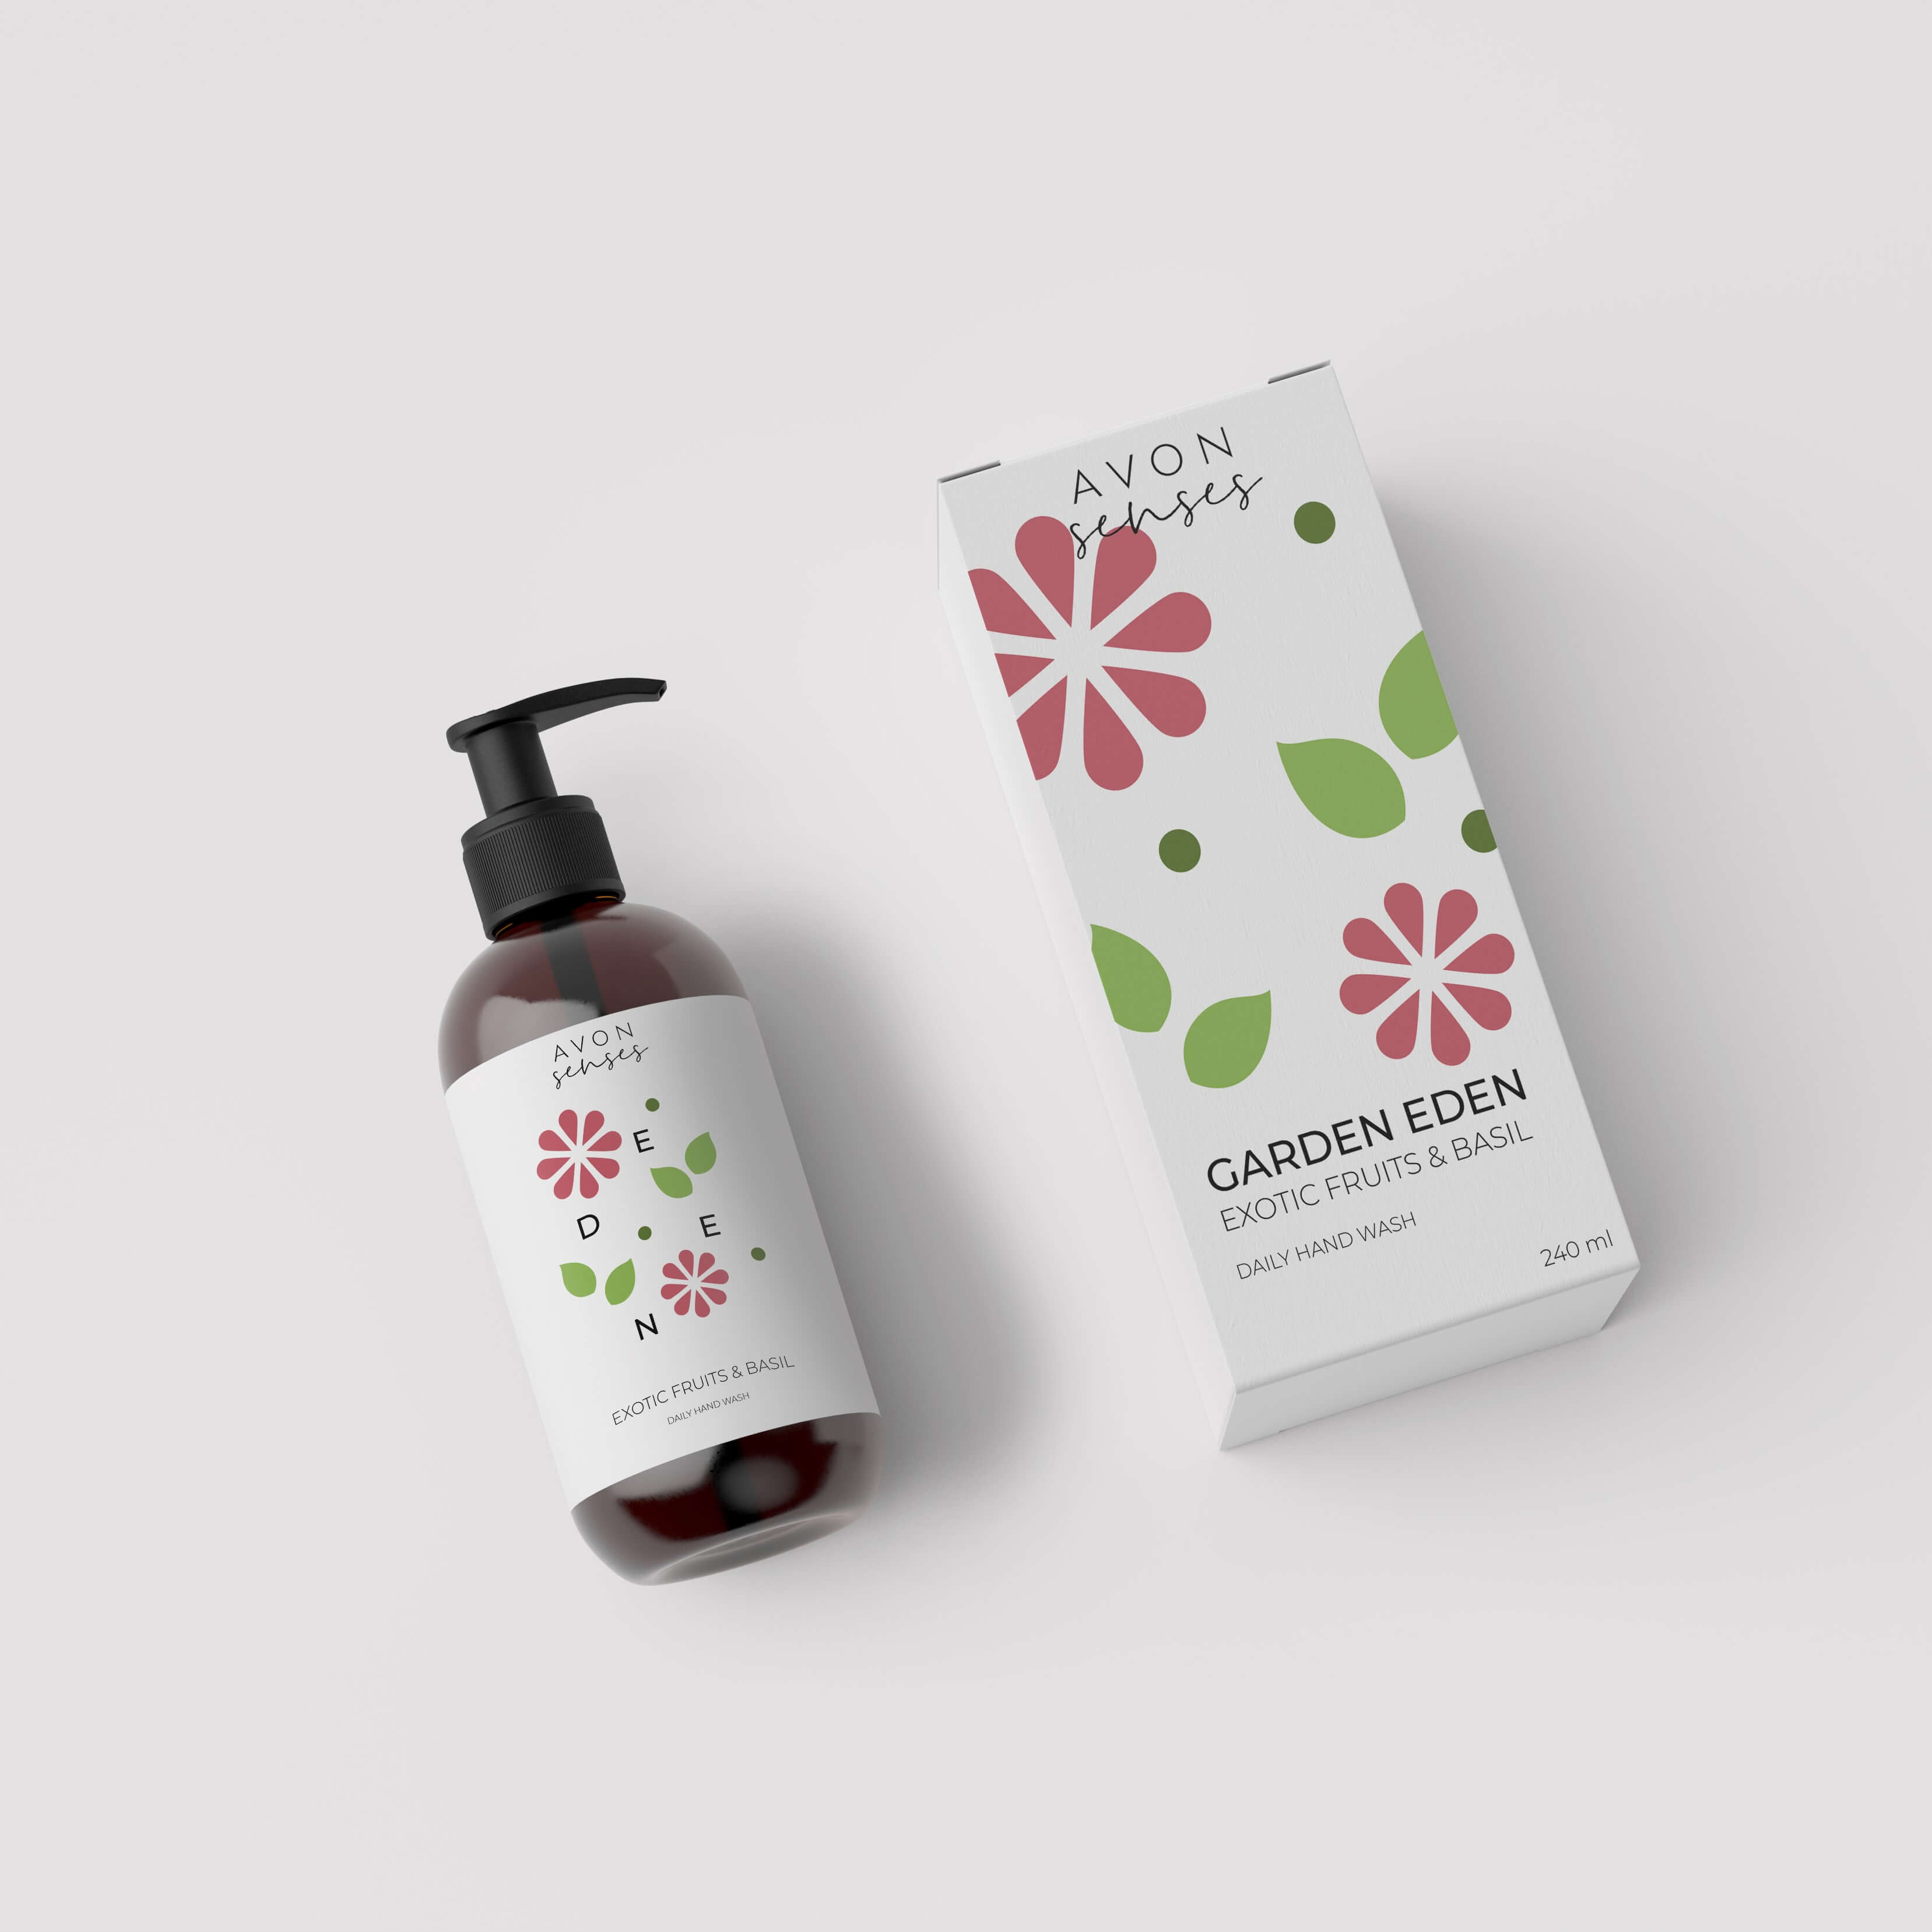 AVON
senses
E
D E
N
EXOTIC FRUITS & BASIL
DAILY HAND WASH
AVON
senses
GARDEN EDEN
EXOTIC FRUITS & BASIL
DAILY HAND WASH
240 ml